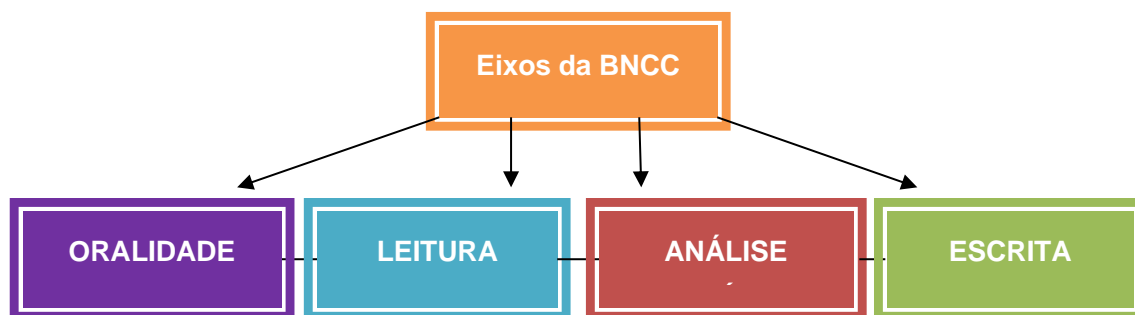 Eixos da BNCC
ORALIDADE
LEITURA
ANÁLISE
ESCRITA